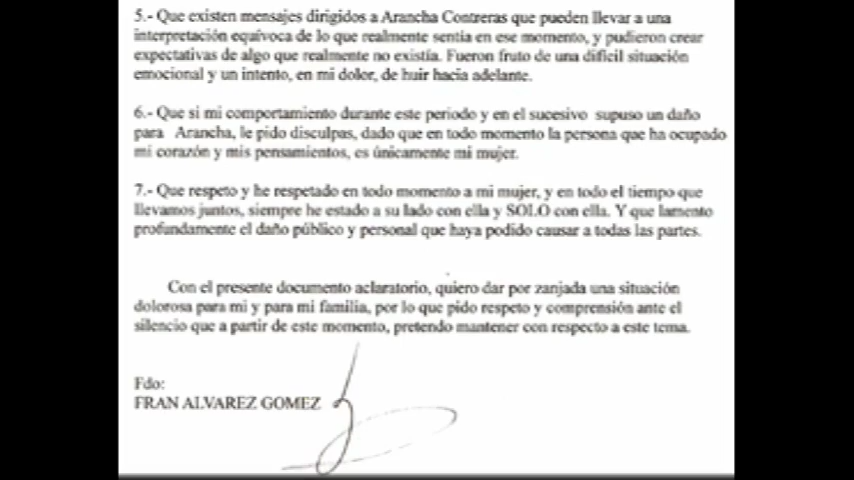 5.- Que existen mensajes dirigidos a Arancha Contreras que pueden llevar a una
interpretación equívoca de lo que realmente sentía en ese momento, y pudieron crear
expectativas de algo que realmente no existía. Fueron fruto de una difícil situación
emocional y un intento, en mi dolor, de huir hacia adelante.
6.- Que si mi comportamiento durante este periodo y en el sucesivo supuso un daño
para Arancha, le pido disculpas, dado que en todo momento la persona que ha ocupado
mi corazón y mis pensamientos, es únicamente mi mujer.
7.- Que respeto y he respetado en todo momento a mi mujer, y en todo el tiempo que
llevamos juntos, siempre he estado a su lado con ella y SOLO con ella. Y que lamento
profundamente el daño público y personal que haya podido causar a todas las partes.
Con el presente documento aclaratorio, quiero dar por zanjada una situación
dolorosa para mi y para mi familia, por lo que pido respeto y comprensión ante el
silencio que a partir de este momento, pretendo mantener con respecto a este tema.
Fdo:
FRAN ALVAREZ GOMEZ